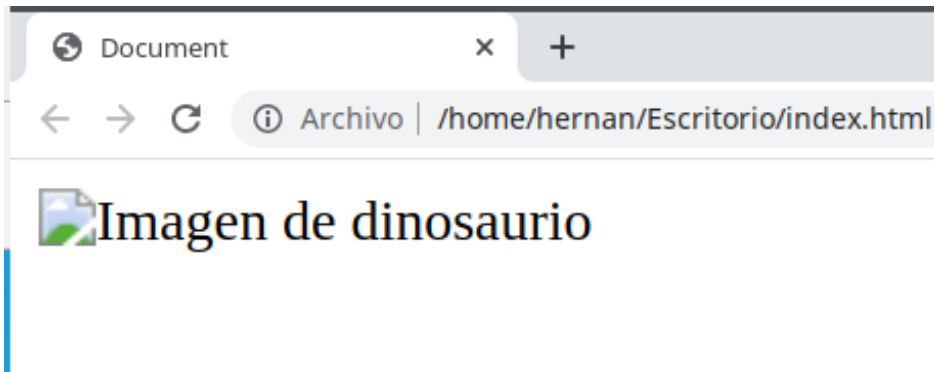 Document
Archivo /home/hernan/Escritorio/index.html
Imagen de dinosaurio